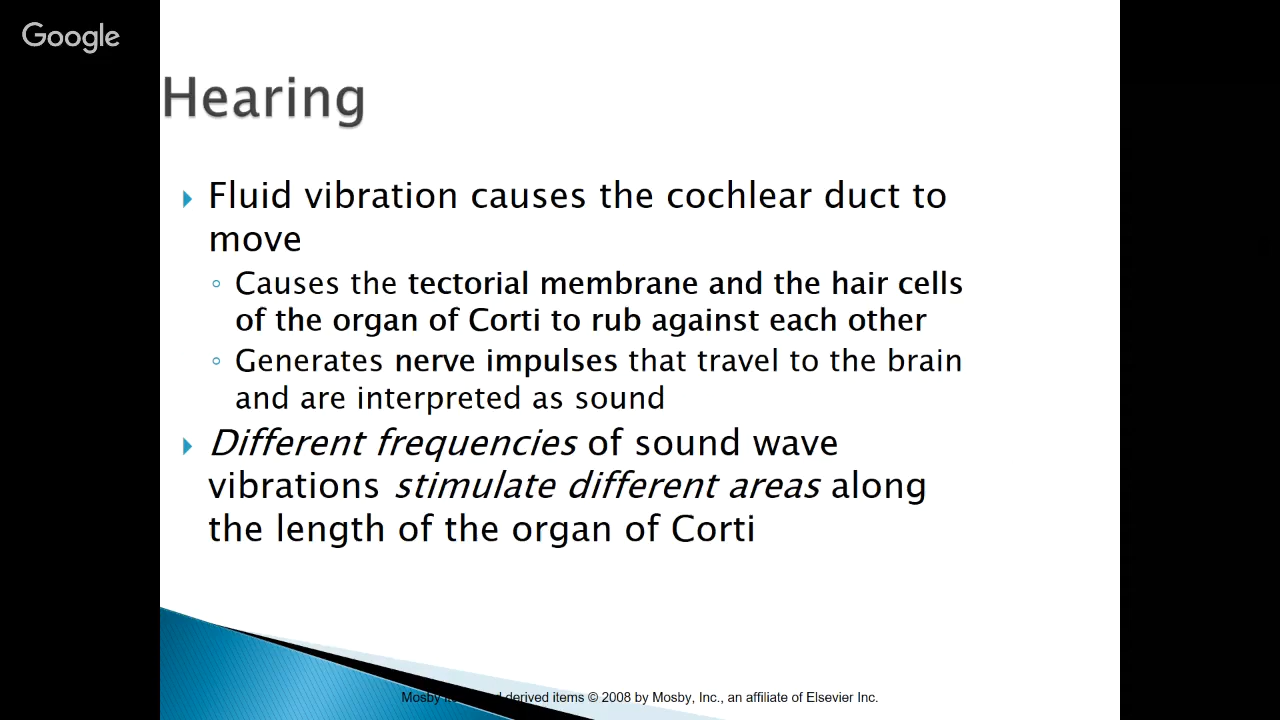 Google
Hearing
Fluid vibration causes the cochlear duct to
move
Causes the tectorial membrane and the hair cells
of the organ of Corti to rub against each other
Generates nerve impulses that travel to the brain
and are interpreted as sound
Different frequencies of sound wave
vibrations stimulate different areas along
the length of the organ of Corti
Mosby derived items © 2008 by Mosby, Inc., an affiliate of Elsevier Inc.